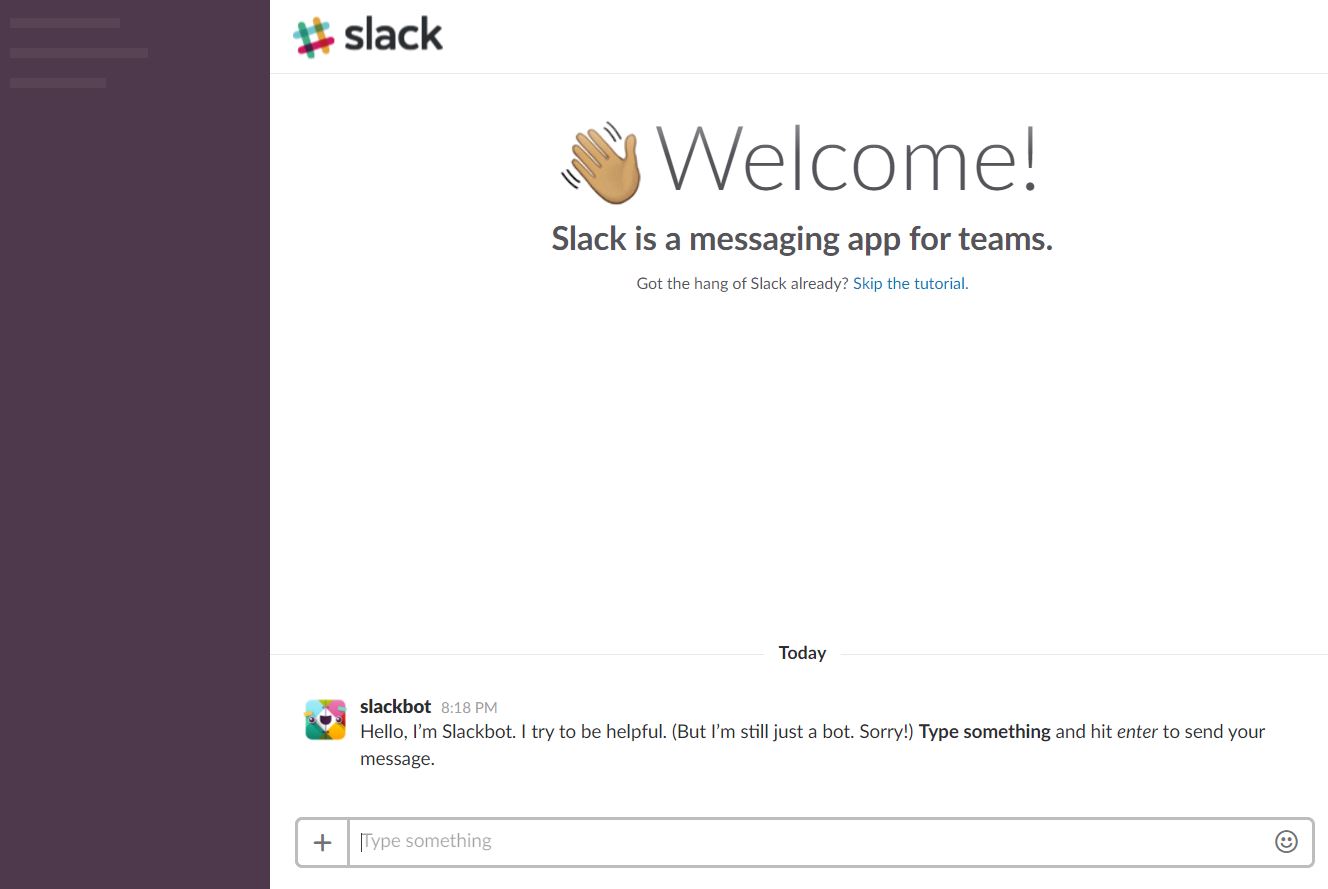 slack
Welcome!
Slack is a messaging app for teams.
Got the hang of Slack already? Skip the tutorial.
Today
slackbot 8:18 PM
Hello, I’m Slackbot. I try to be helpful. (But I’m still just a bot. Sorry!) Type something and hit enter to send your
message.
Type something